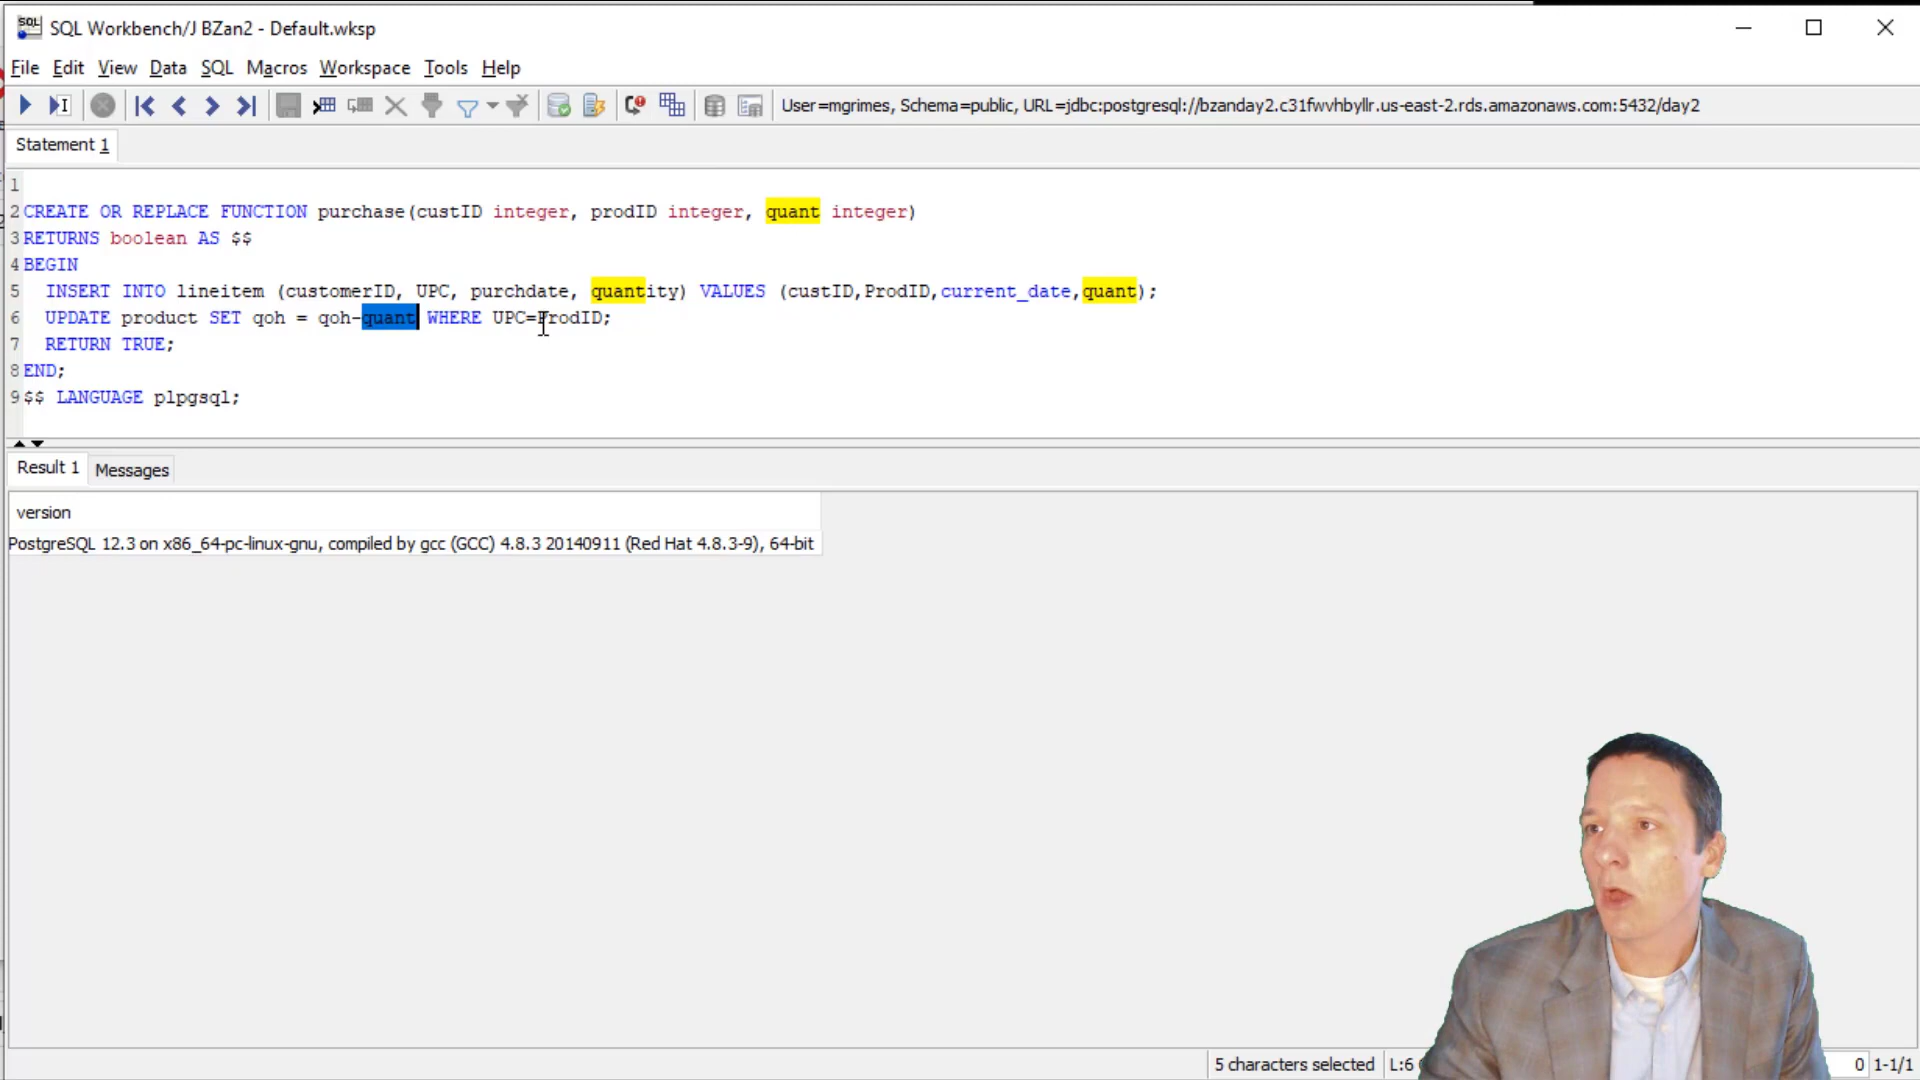 SQL Workbench/J BZan2 - Default.wksp
File Edit View Data SQL Macros Workspace Tools Help
User=mgrimes, Schema=public, URL=jdbc:postgresql://bzanday2.c31fwvhbyllr.us-east-2.rds.amazonaws.com:5432/day2
Statement 1
1
2 CREATE OR REPLACE FUNCTION purchase(custID integer, prodID integer, quant integer)
3 RETURNS boolean AS $$
4 BEGIN
5 INSERT INTO lineitem (customerID, UPC, purchdate, quantity) VALUES (custID,ProdID,current_date,quant);
6 UPDATE product SET qoh = qoh-quant WHERE UPC=ProdID;
7 RETURN TRUE;
8 END;
9 $$ LANGUAGE plpgsql;
Result 1 Messages
version
PostgreSQL 12.3 on x86_64-pc-linux-gnu, compiled by gcc (GCC) 4.8.3 20140911 (Red Hat 4.8.3-9), 64-bit
5 characters selected L:6 0 1-1/1